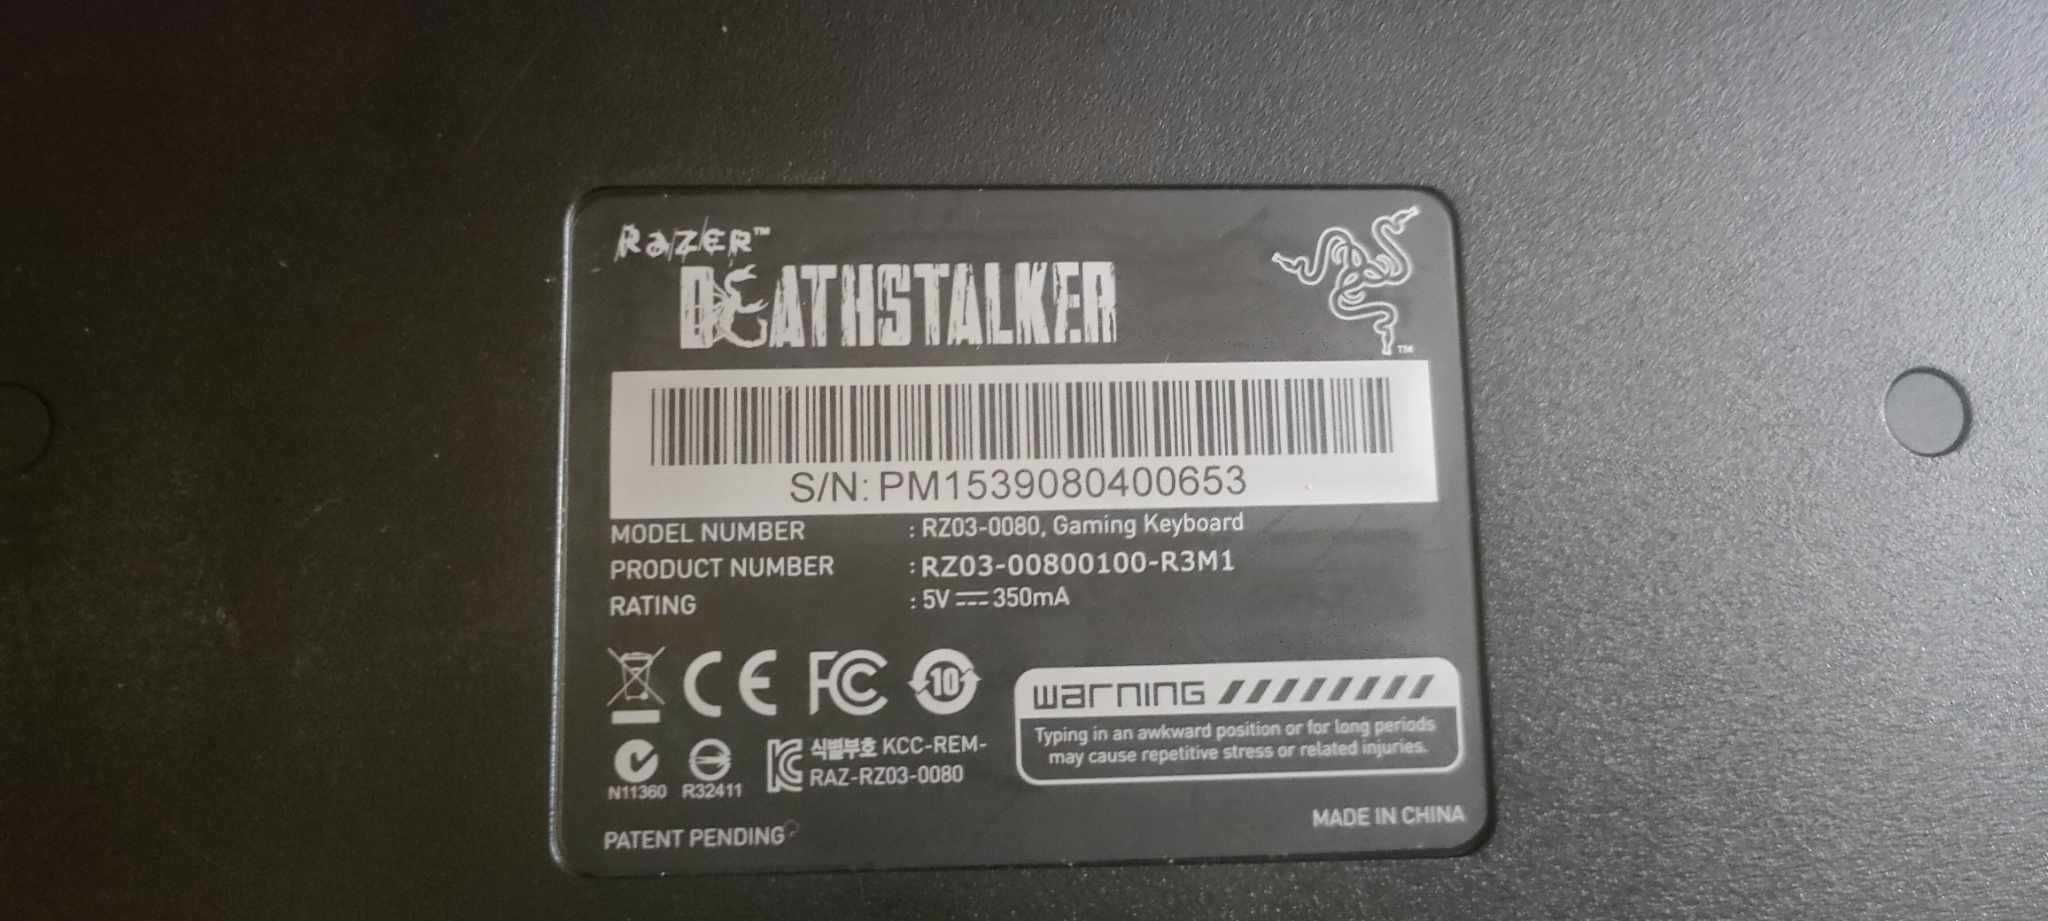 RAZER™
DEATHSTALKER
™
S/N: PM1539080400653
MODEL NUMBER : RZ03-0080, Gaming Keyboard
PRODUCT NUMBER : RZ03-00800100-R3M1
RATING : 5V ⎓ 350mA
CE FC 10
warning
Typing in an awkward position or for long periods
may cause repetitive stress or related injuries.
식별부호 KCC-REM-
RAZ-RZ03-0080
N11360 R32411
MADE IN CHINA
PATENT PENDING